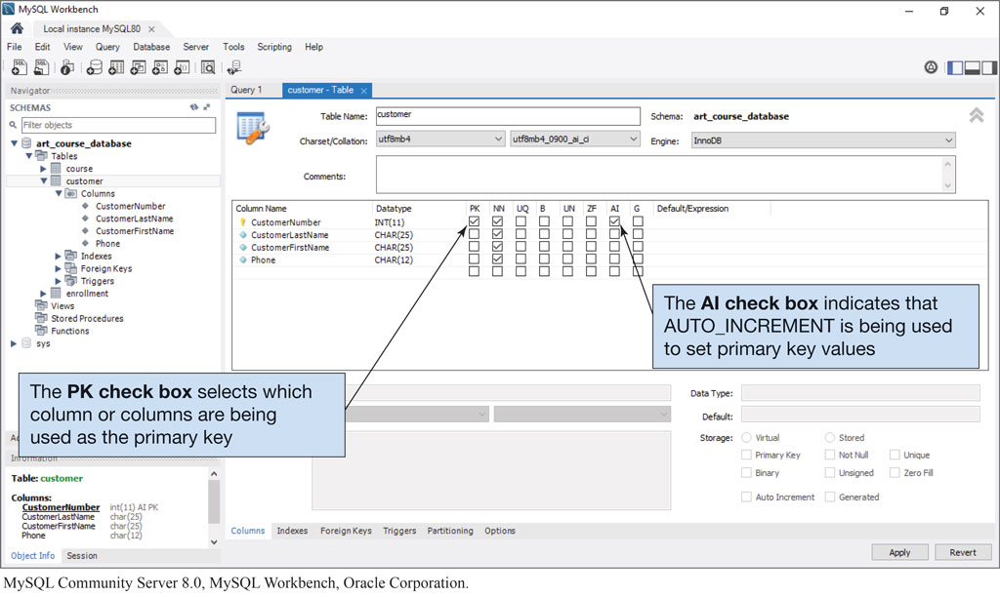 MySQL Workbench
Local instance MySQL80
File Edit View Query Database Server Tools Scripting Help
Navigator
SCHEMAS
Filter objects
art_course_database
Tables
course
customer
Columns
CustomerNumber
CustomerLastName
CustomerFirstName
Phone
Indexes
Foreign Keys
Triggers
enrollment
Views
Stored Procedures
Functions
sys
Information
Table: customer
Columns:
CustomerNumber int(11) AI PK
CustomerLastName char(25)
CustomerFirstName char(25)
Phone char(12)
Object Info Session
Query 1 customer - Table
Table Name: customer Schema: art_course_database
Charset/Collation: utf8mb4 utf8mb4_0900_ai_ci Engine: InnoDB
Comments:
Column Name Datatype PK NN UQ B UN ZF AI G Default/Expression
CustomerNumber INT(11)
CustomerLastName CHAR(25)
CustomerFirstName CHAR(25)
Phone CHAR(12)
The AI check box indicates that
AUTO_INCREMENT is being used
to set primary key values
The PK check box selects which
column or columns are being
used as the primary key
Data Type:
Default:
Storage: Virtual Stored
Primary Key Not Null Unique
Binary Unsigned Zero Fill
Auto Increment Generated
Columns Indexes Foreign Keys Triggers Partitioning Options
Apply Revert
MySQL Community Server 8.0, MySQL Workbench, Oracle Corporation.